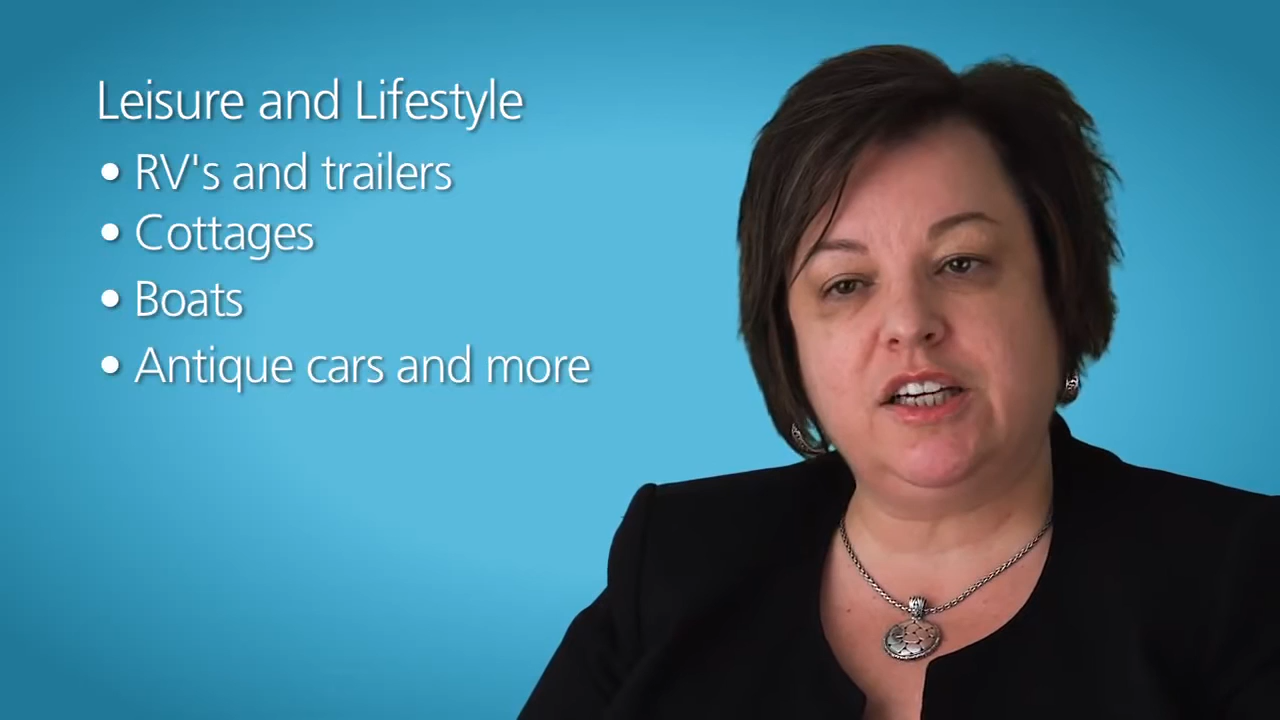 Leisure and Lifestyle
• RV's and trailers
• Cottages
• Boats
• Antique cars and more